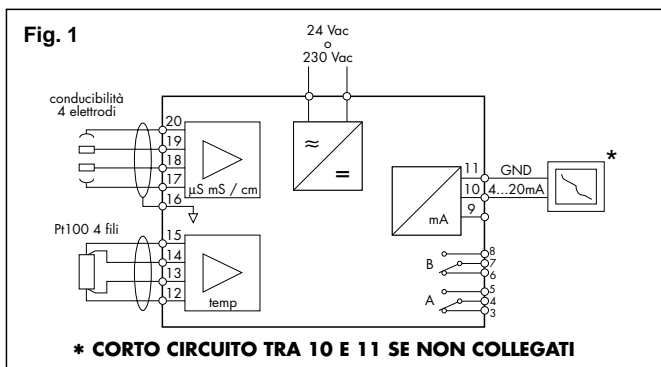 Fig. 1
24 Vac
o
230 Vac
conducibilità
4 elettrodi
20
19
18
17
16
µS mS / cm
≈
=
11
10
9
GND
4...20mA
mA
*
Pt100 4 fili
15
14
13
12
temp
B
8
7
6
A
5
4
3
* CORTO CIRCUITO TRA 10 E 11 SE NON COLLEGATI